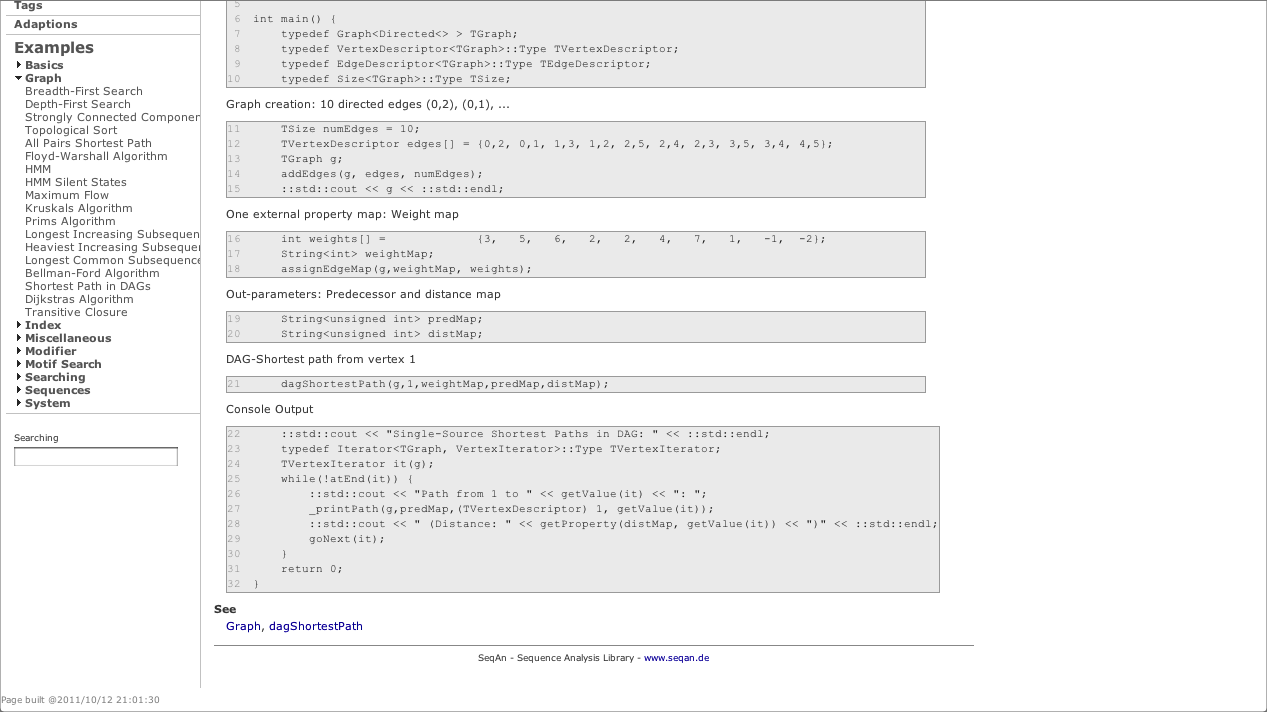 Tags
Adaptions
Examples
Basics
Graph
Breadth-First Search
Depth-First Search
Strongly Connected Componen
Topological Sort
All Pairs Shortest Path
Floyd-Warshall Algorithm
HMM
HMM Silent States
Maximum Flow
Kruskals Algorithm
Prims Algorithm
Longest Increasing Subsequen
Heaviest Increasing Subsequer
Longest Common Subsequence
Bellman-Ford Algorithm
Shortest Path in DAGs
Dijkstras Algorithm
Transitive Closure
Index
Miscellaneous
Modifier
Motif Search
Searching
Sequences
System
Searching
5
6 int main() {
7 typedef Graph<Directed<> > TGraph;
8 typedef VertexDescriptor<TGraph>::Type TVertexDescriptor;
9 typedef EdgeDescriptor<TGraph>::Type TEdgeDescriptor;
10 typedef Size<TGraph>::Type TSize;
Graph creation: 10 directed edges (0,2), (0,1), ...
11 TSize numEdges = 10;
12 TVertexDescriptor edges[] = {0,2, 0,1, 1,3, 1,2, 2,5, 2,4, 2,3, 3,5, 3,4, 4,5};
13 TGraph g;
14 addEdges(g, edges, numEdges);
15 ::std::cout << g << ::std::endl;
One external property map: Weight map
16 int weights[] = {3, 5, 6, 2, 2, 4, 7, 1, -1, -2};
17 String<int> weightMap;
18 assignEdgeMap(g,weightMap, weights);
Out-parameters: Predecessor and distance map
19 String<unsigned int> predMap;
20 String<unsigned int> distMap;
DAG-Shortest path from vertex 1
21 dagShortestPath(g,1,weightMap,predMap,distMap);
Console Output
22 ::std::cout << "Single-Source Shortest Paths in DAG: " << ::std::endl;
23 typedef Iterator<TGraph, VertexIterator>::Type TVertexIterator;
24 TVertexIterator it(g);
25 while(!atEnd(it)) {
26 ::std::cout << "Path from 1 to " << getValue(it) << ": ";
27 _printPath(g,predMap,(TVertexDescriptor) 1, getValue(it));
28 ::std::cout << " (Distance: " << getProperty(distMap, getValue(it)) << ")" << ::std::endl;
29 goNext(it);
30 }
31 return 0;
32 }
See
Graph, dagShortestPath
SeqAn - Sequence Analysis Library - www.seqan.de
Page built @2011/10/12 21:01:30